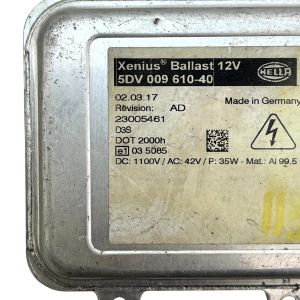 Xenius® Ballast 12V
5DV 009 610-40
HELLA
02.03.17
Made in Germany
Revision: AD
23005461
D3S
DOT 2000h
e1 03 5085
DC: 1100V / AC: 42V / P: 35W - Mat.: Al 99.5